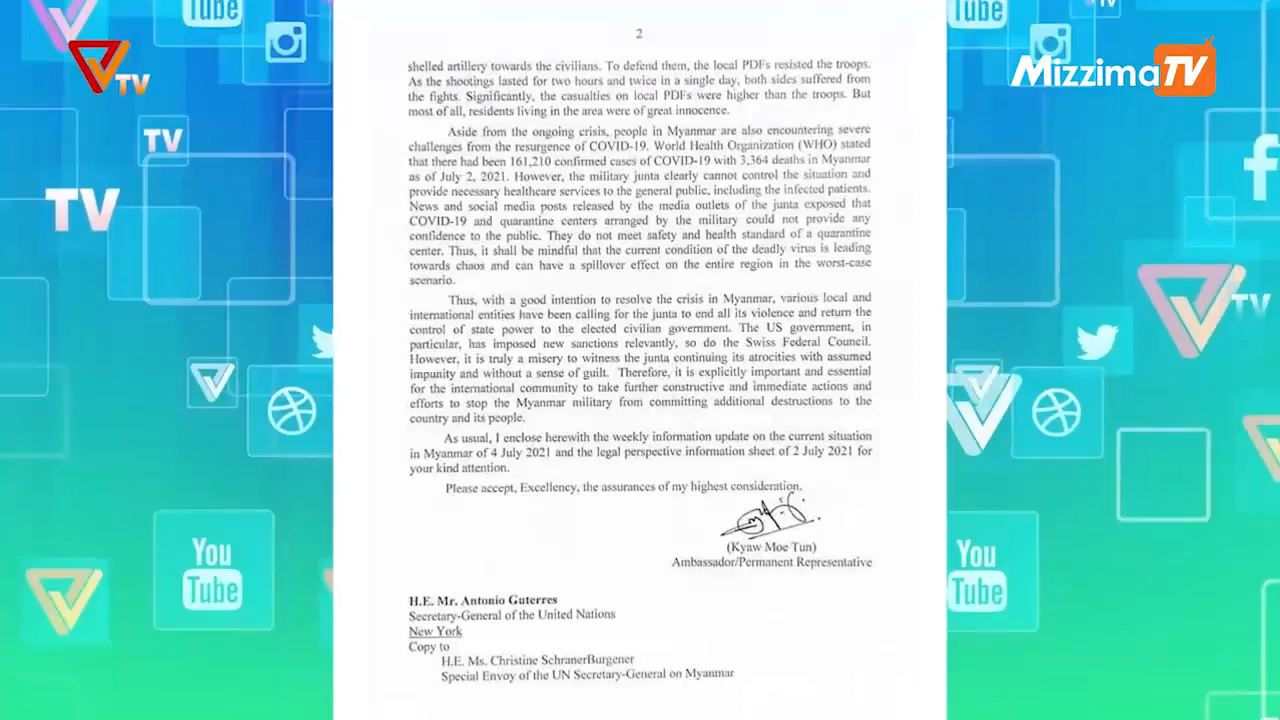 2
shelled artillery towards the civilians. To defend them, the local PDFs resisted the troops.
As the shootings lasted for two hours and twice in a single day, both sides suffered from
the fights. Significantly, the casualties on local PDFs were higher than the troops. But
most of all, residents living in the area were of great innocence.
Aside from the ongoing crisis, people in Myanmar are also encountering severe
challenges from the resurgence of COVID-19. World Health Organization (WHO) stated
that there had been 161,210 confirmed cases of COVID-19 with 3,364 deaths in Myanmar
as of July 2, 2021. However, the military junta clearly cannot control the situation and
provide necessary healthcare services to the general public, including the infected patients.
News and social media posts released by the media outlets of the junta exposed that
COVID-19 and quarantine centers arranged by the military could not provide any
confidence to the public. They do not meet safety and health standard of a quarantine
center. Thus, it shall be mindful that the current condition of the deadly virus is leading
towards chaos and can have a spillover effect on the entire region in the worst-case
scenario.
Thus, with a good intention to resolve the crisis in Myanmar, various local and
international entities have been calling for the junta to end all its violence and return the
control of state power to the elected civilian government. The US government, in
particular, has imposed new sanctions relevantly, so do the Swiss Federal Council.
However, it is truly a misery to witness the junta continuing its atrocities with assumed
impunity and without a sense of guilt. Therefore, it is explicitly important and essential
for the international community to take further constructive and immediate actions and
efforts to stop the Myanmar military from committing additional destructions to the
country and its people.
As usual, I enclose herewith the weekly information update on the current situation
in Myanmar of 4 July 2021 and the legal perspective information sheet of 2 July 2021 for
your kind attention.
Please accept, Excellency, the assurances of my highest consideration.
(Kyaw Moe Tun)
Ambassador/Permanent Representative
H.E. Mr. Antonio Guterres
Secretary-General of the United Nations
New York
Copy to
H.E. Ms. Christine SchranerBurgener
Special Envoy of the UN Secretary-General on Myanmar
Mizzima TV
TV
TV
TV
TV
TV
Tube
Tube
You
Tube
You
Tube